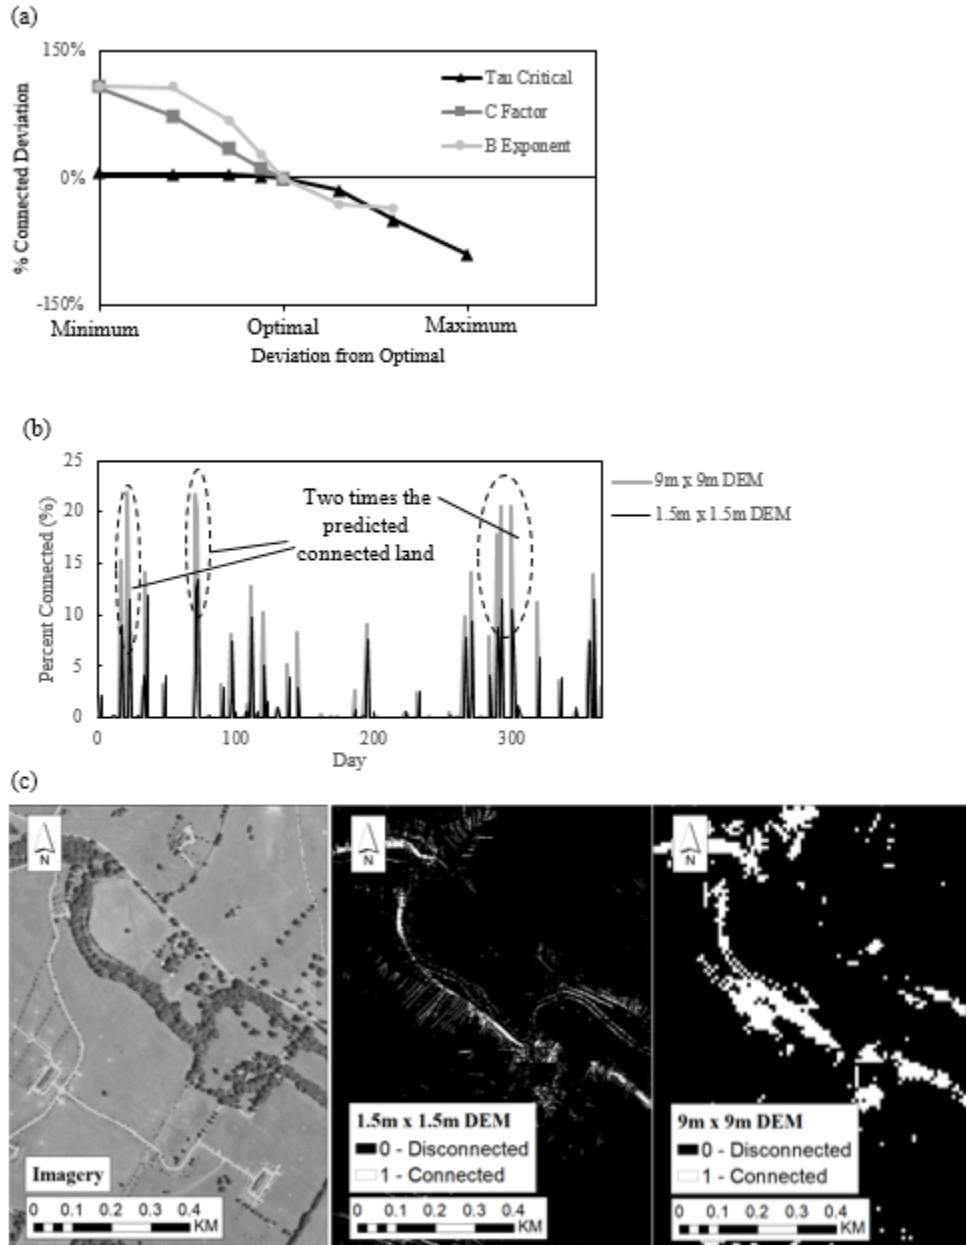 (a)
150%
0%
-150%
% Connected Deviation
Tau Critical
C Factor
B Exponent
Minimum
Optimal
Maximum
Deviation from Optimal
(b)
25
20
15
10
5
0
Percent Connected (%)
Two times the
predicted
connected land
9m x 9m DEM
1.5m x 1.5m DEM
0
100
200
300
Day
(c)
N
Imagery
0 0.1 0.2 0.3 0.4
KM
N
1.5m x 1.5m DEM
0 - Disconnected
1 - Connected
0 0.1 0.2 0.3 0.4
KM
N
9m x 9m DEM
0 - Disconnected
1 - Connected
0 0.1 0.2 0.3 0.4
KM